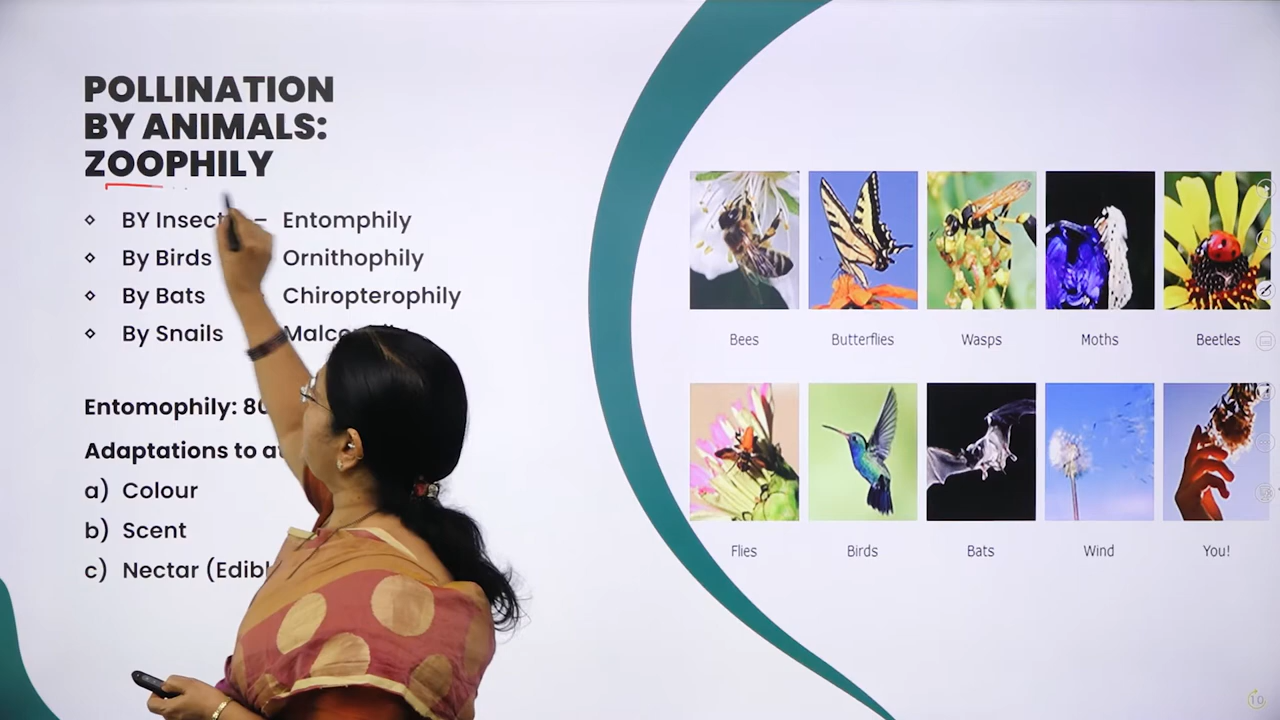 POLLINATION
BY ANIMALS:
ZOOPHILY
BY Insect – Entomphily
By Birds Ornithophily
By Bats Chiropterophily
By Snails
Entomophily:
Adaptations to
a) Colour
b) Scent
c) Nectar
Bees Butterflies Wasps Moths Beetles
Flies Birds Bats Wind You!
10